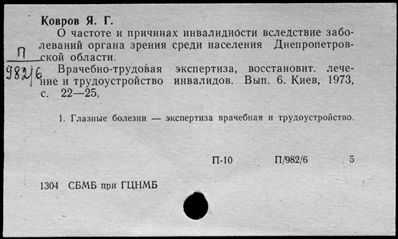 Ковров Я. Г.
О частоте и причинах инвалидности вследствие забо-
леваний органа зрения среди населения Днепропетров-
ской области.
П
982/6
Врачебно-трудовая экспертиза, восстановит. лече-
ние и трудоустройство инвалидов. Вып. 6. Киев, 1973,
с. 22—25,
1. Глазные болезни — экспертиза врачебная и трудоустройство.
П-10 П/982/6 5
1304 СБМБ при ГЦНМБ